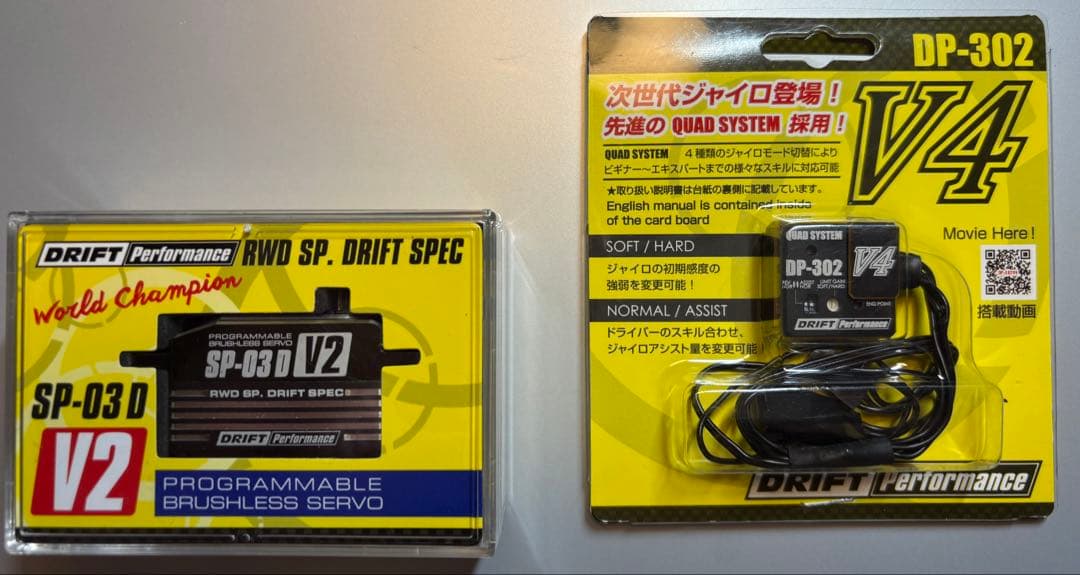 DRIFT Performance RWD SP. DRIFT SPEC
World Champion
PROGRAMMABLE
BRUSHLESS SERVO
SP-03 D V2
RWD SP. DRIFT SPEC
DRIFT Performance
SP-03 D
V2
PROGRAMMABLE
BRUSHLESS SERVO
DP-302
V4
次世代ジャイロ登場!
先進の QUAD SYSTEM 採用!
QUAD SYSTEM 4種類のジャイロモード切替により
ビギナー~エキスパートまでの様々なスキルに対応可能
★取り扱い説明書は台紙の裏側に記載しています。
English manual is contained inside
of the card board
SOFT / HARD
ジャイロの初期感度の
強弱を変更可能!
NORMAL / ASSIST
ドライバーのスキル合わせ、
ジャイロアシスト量を変更可能
QUAD SYSTEM
V4
DP-302
LIMIT GAIN
SOFT/HARD
END POINT
DRIFT Performance
Movie Here!
搭載動画
DRIFT Performance